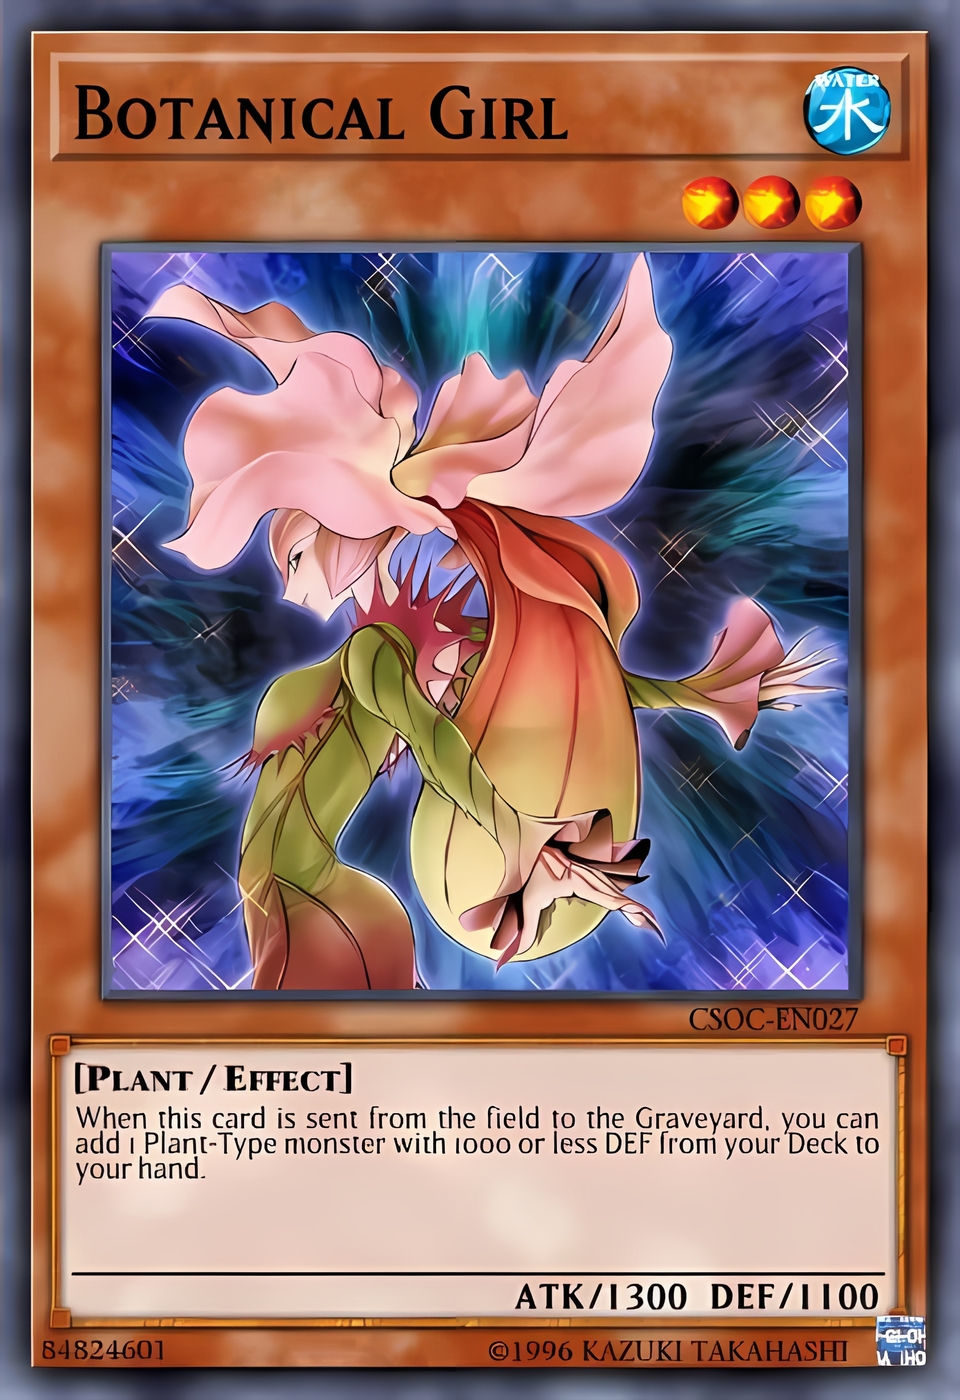 Botanical Girl
WATER
水
CSOC-EN027
[Plant / Effect]
When this card is sent from the field to the Graveyard, you can
add 1 Plant-Type monster with 1000 or less DEF from your Deck to
your hand.
ATK/1300 DEF/1100
84824601 ©1996 KAZUKI TAKAHASHI